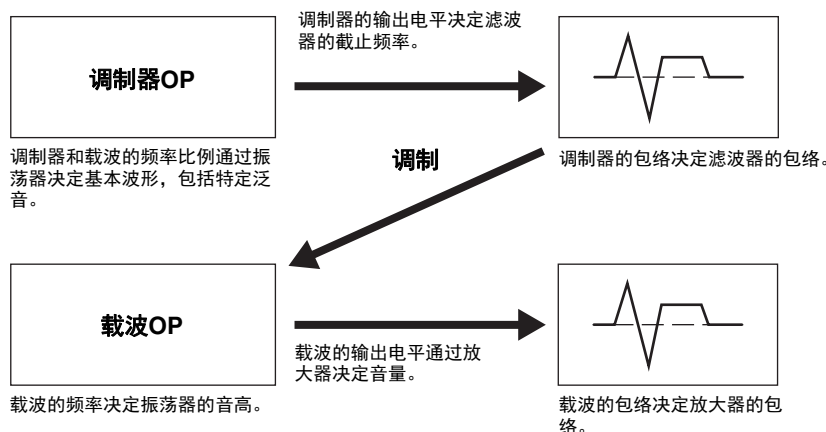 调制器的输出电平决定滤波
器的截止频率。
调制器OP
调制器和载波的频率比例通过振
荡器决定基本波形，包括特定泛
音。
调制
调制器的包络决定滤波器的包络。
载波OP
载波的输出电平通过放
大器决定音量。
载波的频率决定振荡器的音高。
载波的包络决定放大器的包
络。